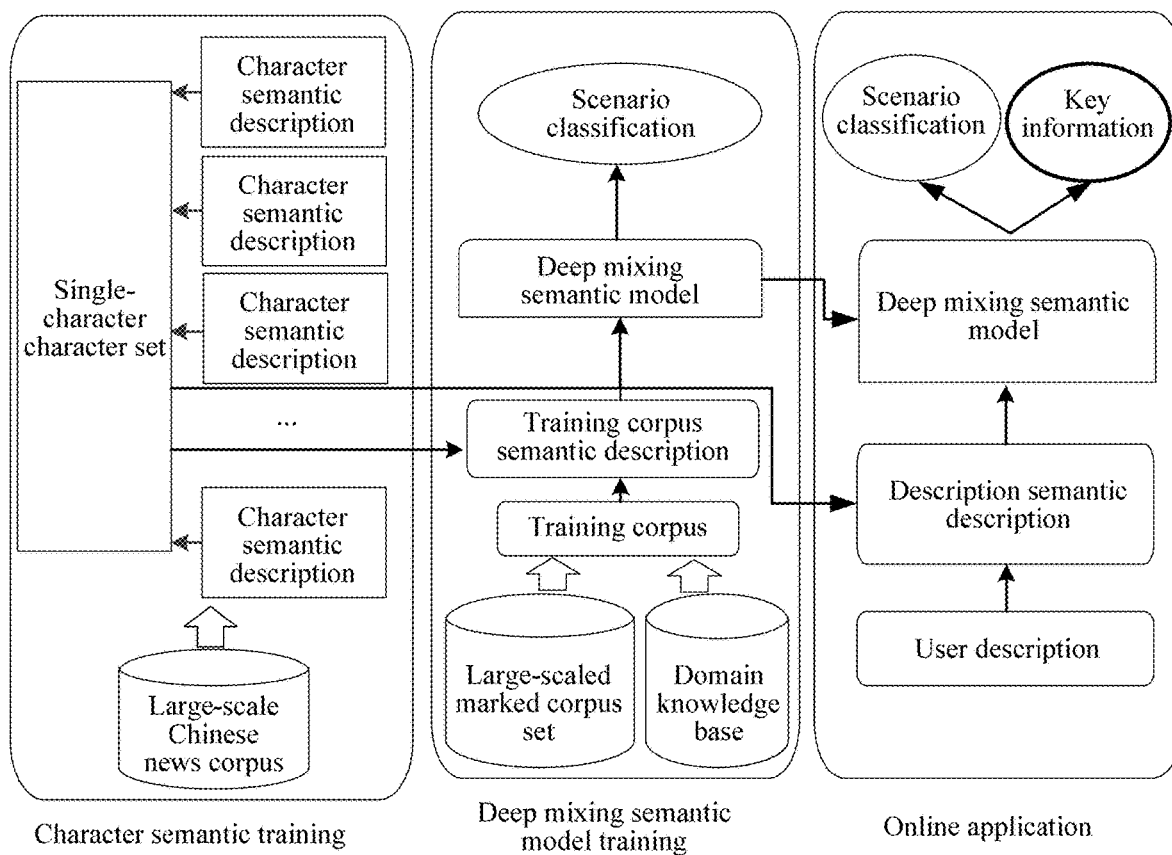 Character
semantic
description
Character
semantic
description
Character
semantic
description
Single-
character
character set
...
Character
semantic
description
Large-scale
Chinese
news corpus
Character semantic training
Scenario
classification
Deep mixing
semantic model
Training corpus
semantic description
Training corpus
Large-scaled
marked corpus
set
Domain
knowledge
base
Deep mixing semantic
model training
Scenario
classification
Key
information
Deep mixing semantic
model
Description semantic
description
User description
Online application